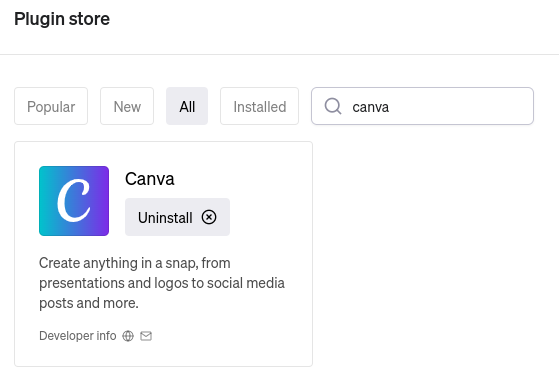 Plugin store
Popular
New
All
Installed
canva
C
Canva
Uninstall
Create anything in a snap, from
presentations and logos to social media
posts and more.
Developer info